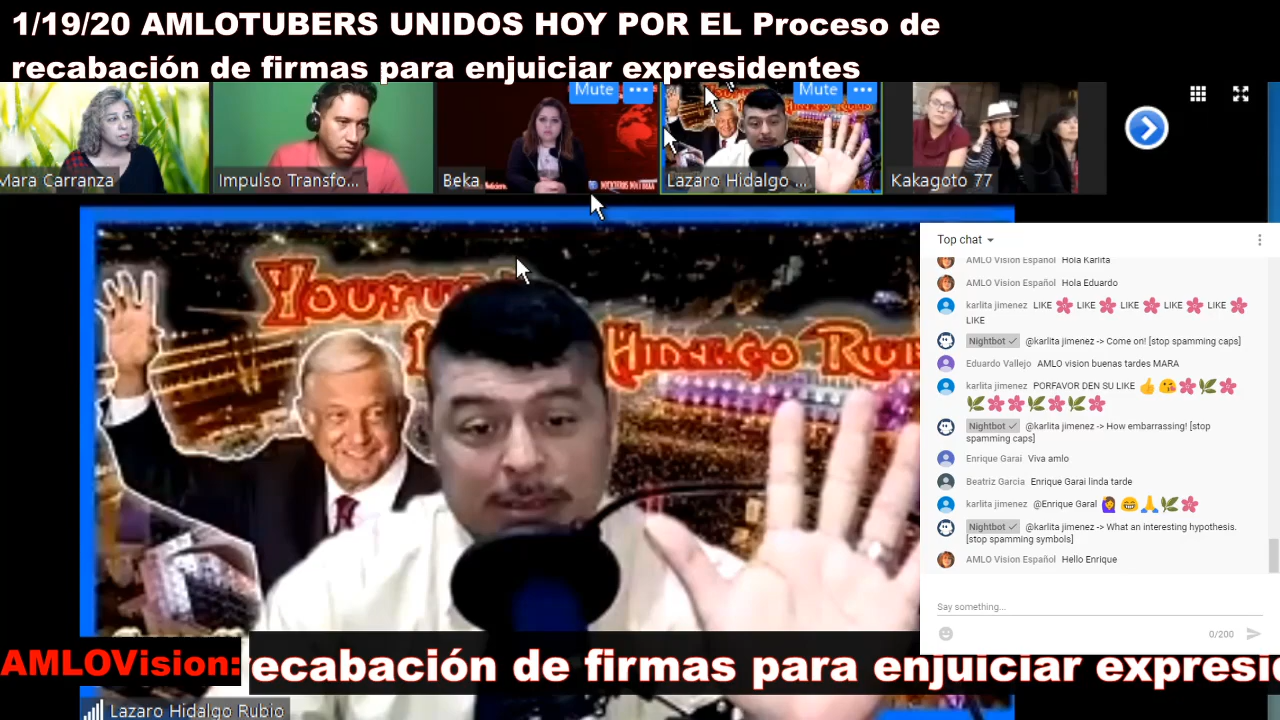 1/19/20 AMLOTUBERS UNIDOS HOY POR EL Proceso de
recabación de firmas para enjuiciar expresidentes
Mute ...
Mute ...
Mara Carranza
Impulso Transfo...
Beka
Lazaro Hidalgo ...
Kakagoto 77
Hidalgo
Top chat
AMLO Vision Español Hola Karlita
AMLO Vision Español Hola Eduardo
karlita jimenez LIKE 🌸 LIKE 🌸 LIKE 🌸 LIKE 🌸 LIKE 🌸
LIKE
Nightbot ✓ @karlita jimenez -> Come on! [stop spamming caps]
Eduardo Vallejo AMLO vision buenas tardes MARA
karlita jimenez PORFAVOR DEN SU LIKE 👍 😘 🌸 🌿 🌸
🌿 🌸 🌸 🌿 🌸 🌿 🌸
Nightbot ✓ @karlita jimenez -> How embarrassing! [stop
spamming caps]
Enrique Garai Viva amlo
Beatriz Garcia Enrique Garai linda tarde
karlita jimenez @Enrique Garai 🙋‍♀️ 😁 🙏 🌿 🌸
Nightbot ✓ @karlita jimenez -> What an interesting hypothesis.
[stop spamming symbols]
AMLO Vision Español Hello Enrique
Say something...
0/200
AMLOVision: ecabación de firmas para enjuiciar expresid
Lazaro Hidalgo Rubio